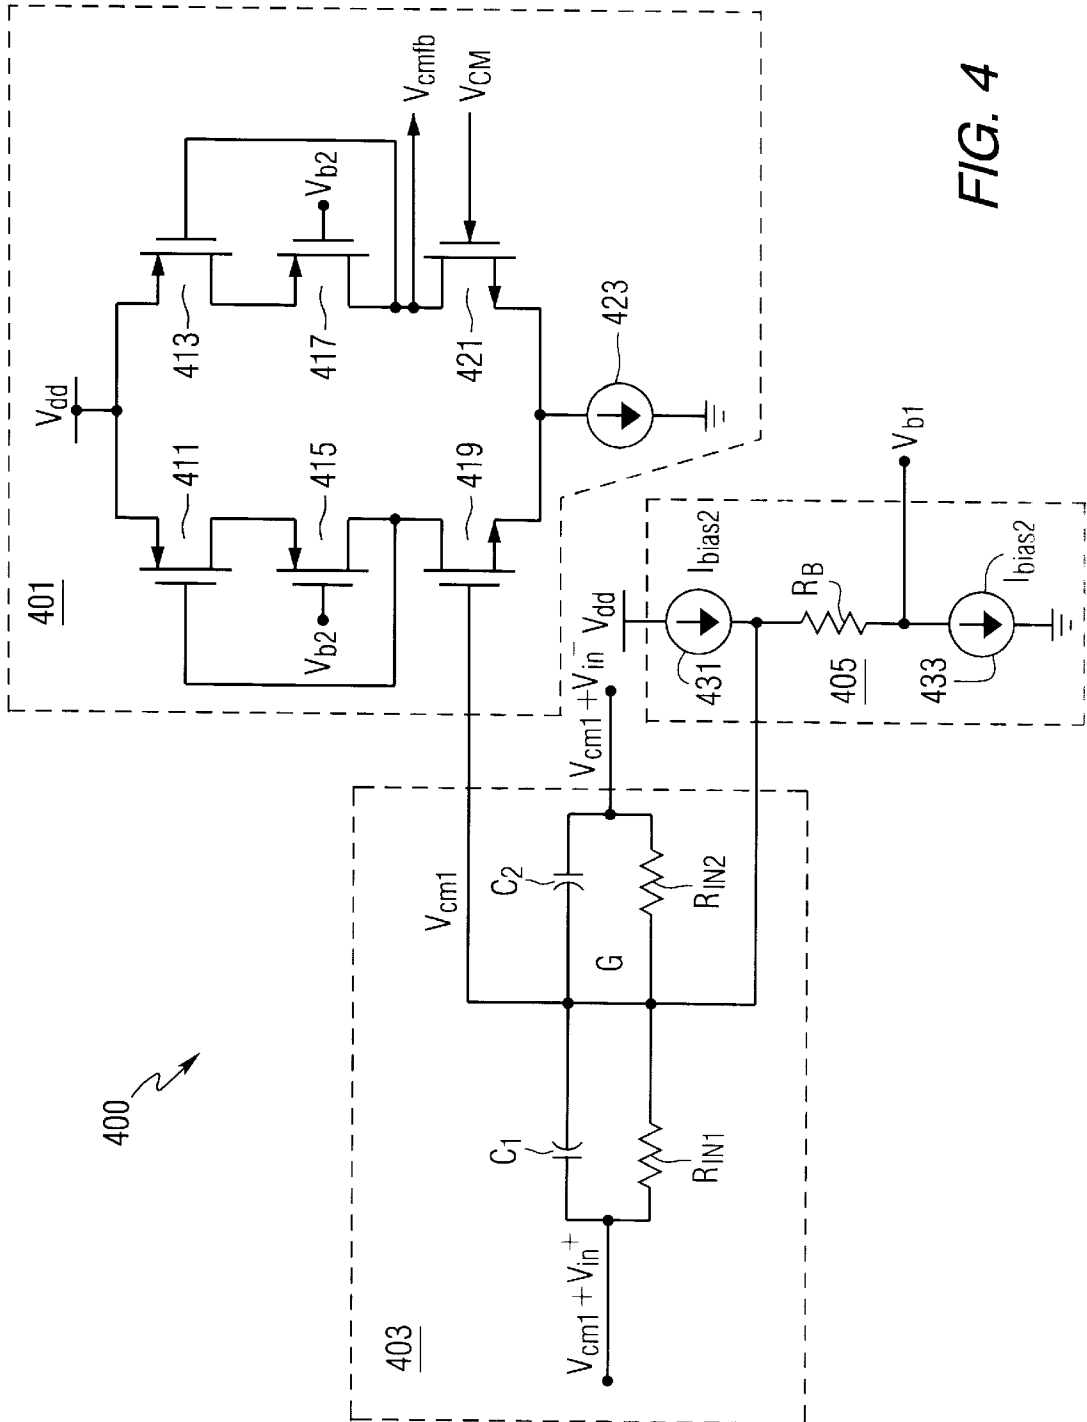 401
Vdd
411
413
415
417
Vb2
Vb2
419
421
Vcmfb
VCM
423
400
403
Vcm1
C1
C2
G
RIN1
RIN2
Vcm1+Vin+
Vcm1+Vin-
Vdd
431
Ibias2
RB
405
433
Ibias2
Vb1
FIG. 4